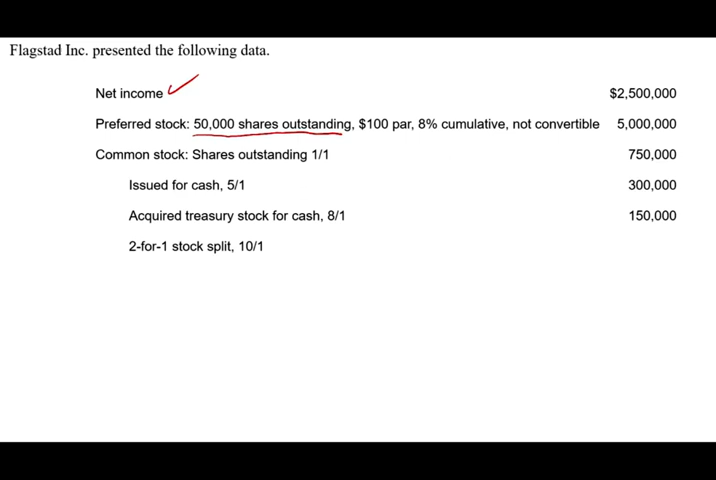 Flagstad Inc. presented the following data.
Net income $2,500,000
Preferred stock: 50,000 shares outstanding, $100 par, 8% cumulative, not convertible 5,000,000
Common stock: Shares outstanding 1/1 750,000
Issued for cash, 5/1 300,000
Acquired treasury stock for cash, 8/1 150,000
2-for-1 stock split, 10/1